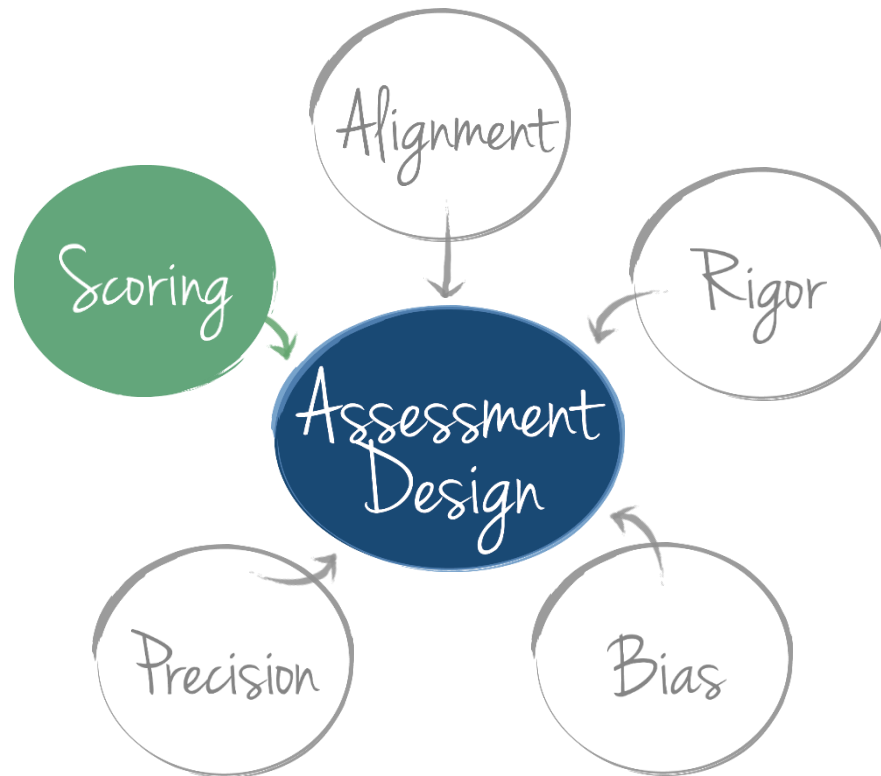 Alignment
Scoring
Rigor
Assessment
Design
Precision
Bias